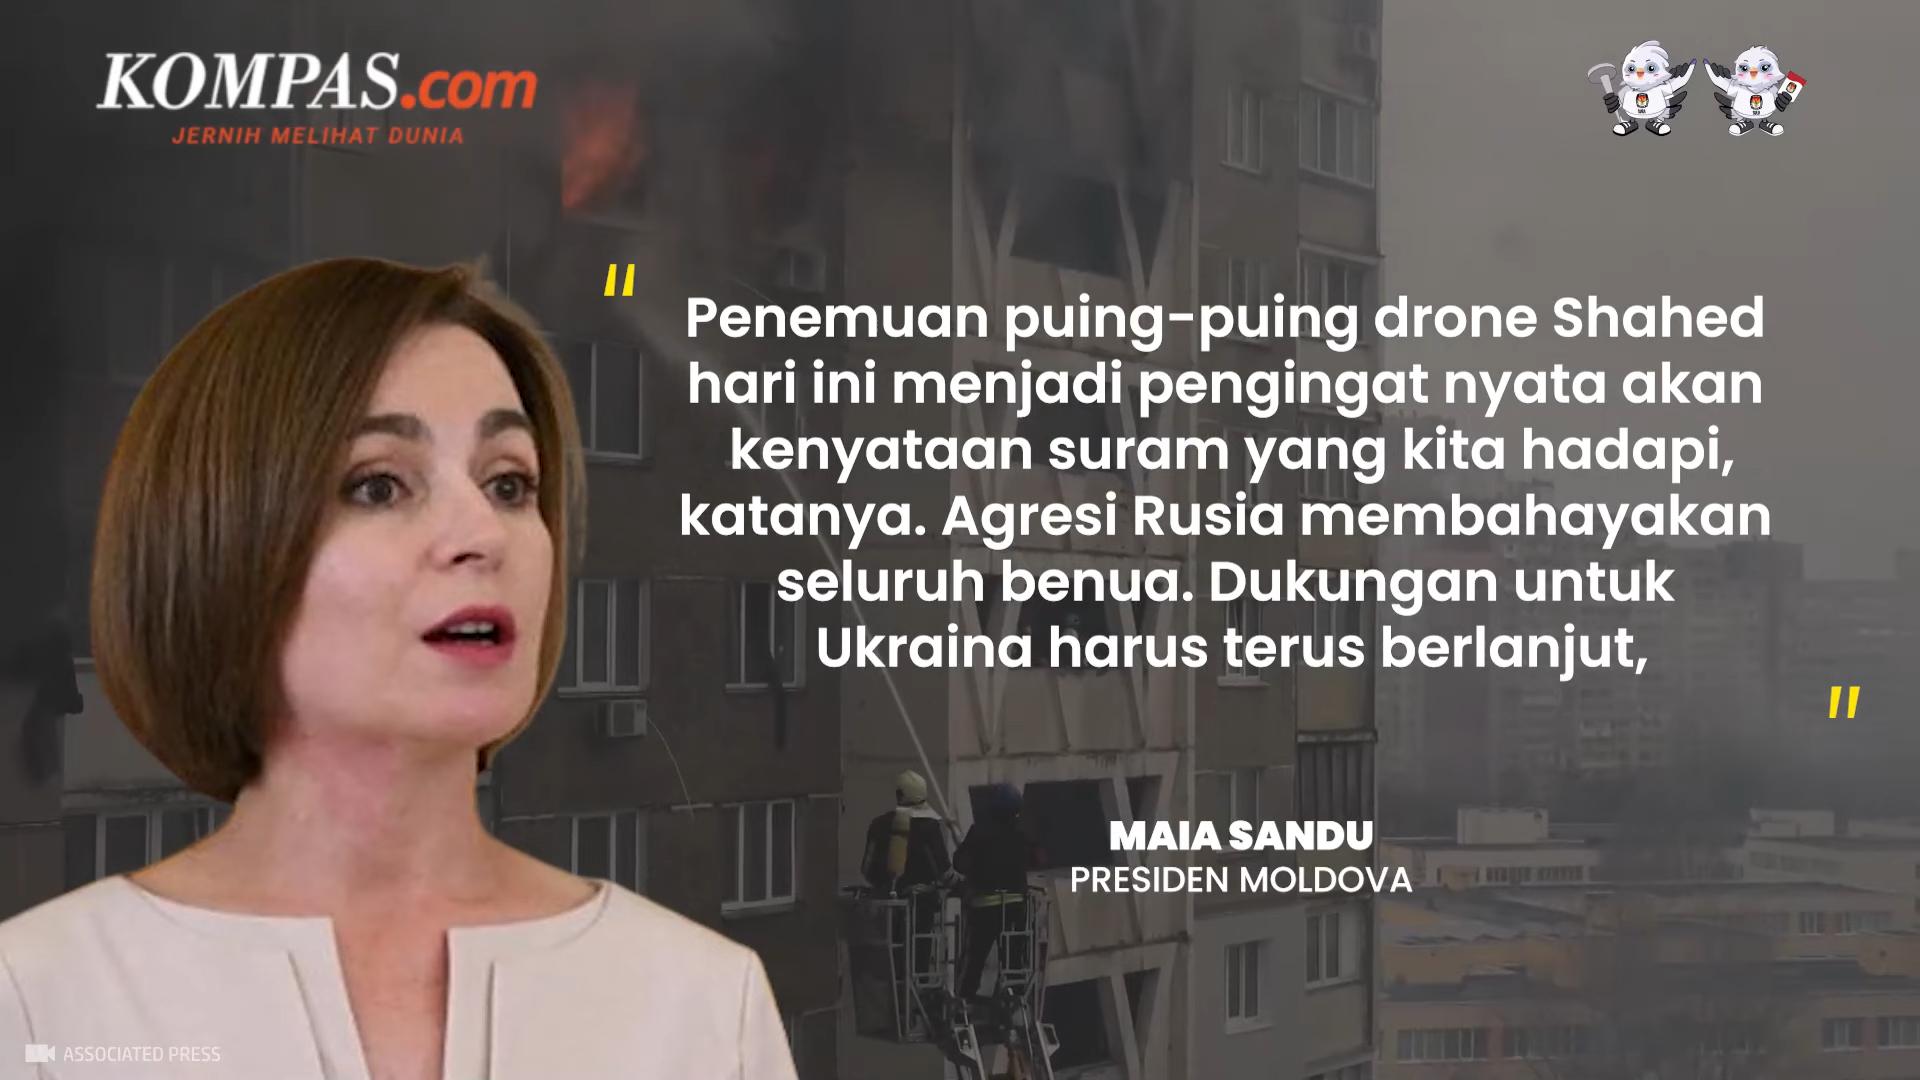 KOMPAS.com
JERNIH MELIHAT DUNIA
"
Penemuan puing-puing drone Shahed
hari ini menjadi pengingat nyata akan
kenyataan suram yang kita hadapi,
katanya. Agresi Rusia membahayakan
seluruh benua. Dukungan untuk
Ukraina harus terus berlanjut,
"
MAIA SANDU
PRESIDEN MOLDOVA
ASSOCIATED PRESS